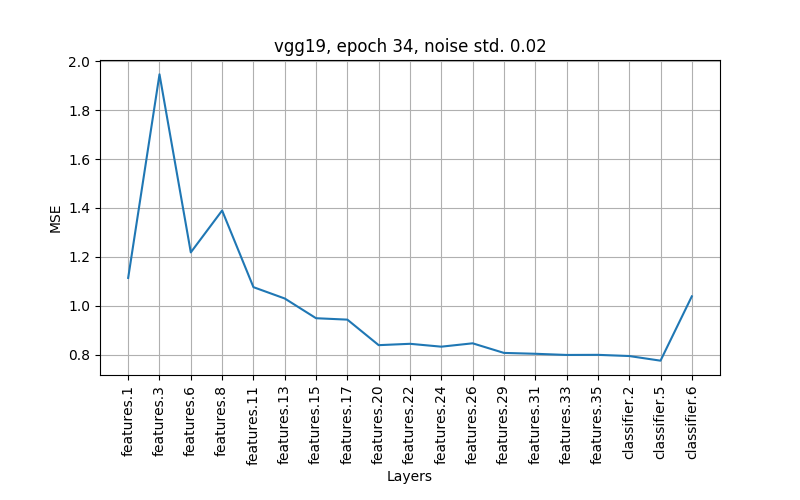 vgg19, epoch 34, noise std. 0.02
2.0
1.8
1.6
1.4
1.2
1.0
0.8
MSE
features.1
features.3
features.6
features.8
features.11
features.13
features.15
features.17
features.20
features.22
features.24
features.26
features.29
features.31
features.33
features.35
classifier.2
classifier.5
classifier.6
Layers